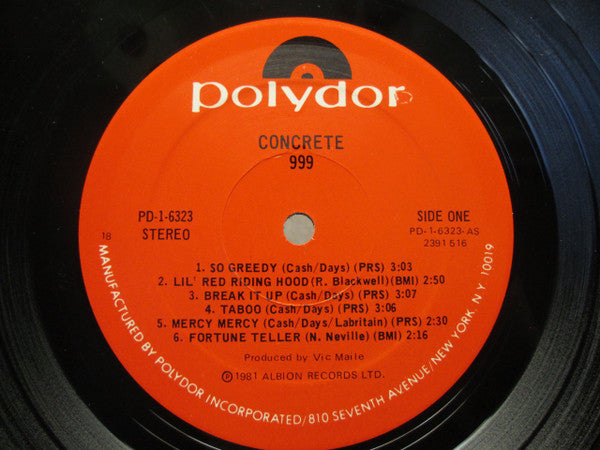 polydor
CONCRETE
999
PD-1-6323
STEREO
18
SIDE ONE
PD-1-6323-AS
2391 516
1. SO GREEDY (Cash/Days) (PRS) 3:03
2. LIL' RED RIDING HOOD (R. Blackwell) (BMI) 2:50
3. BREAK IT UP (Cash/Days) (PRS) 3:07
4. TABOO (Cash/Days) (PRS) 3:06
5. MERCY MERCY (Cash/Days/Labritain) (PRS) 2:30
6. FORTUNE TELLER (N. Neville) (BMI) 2:16
Produced by Vic Maile
Ⓟ 1981 ALBION RECORDS LTD.
MANUFACTURED BY POLYDOR INCORPORATED/810 SEVENTH AVENUE/NEW YORK. N.Y. 10019